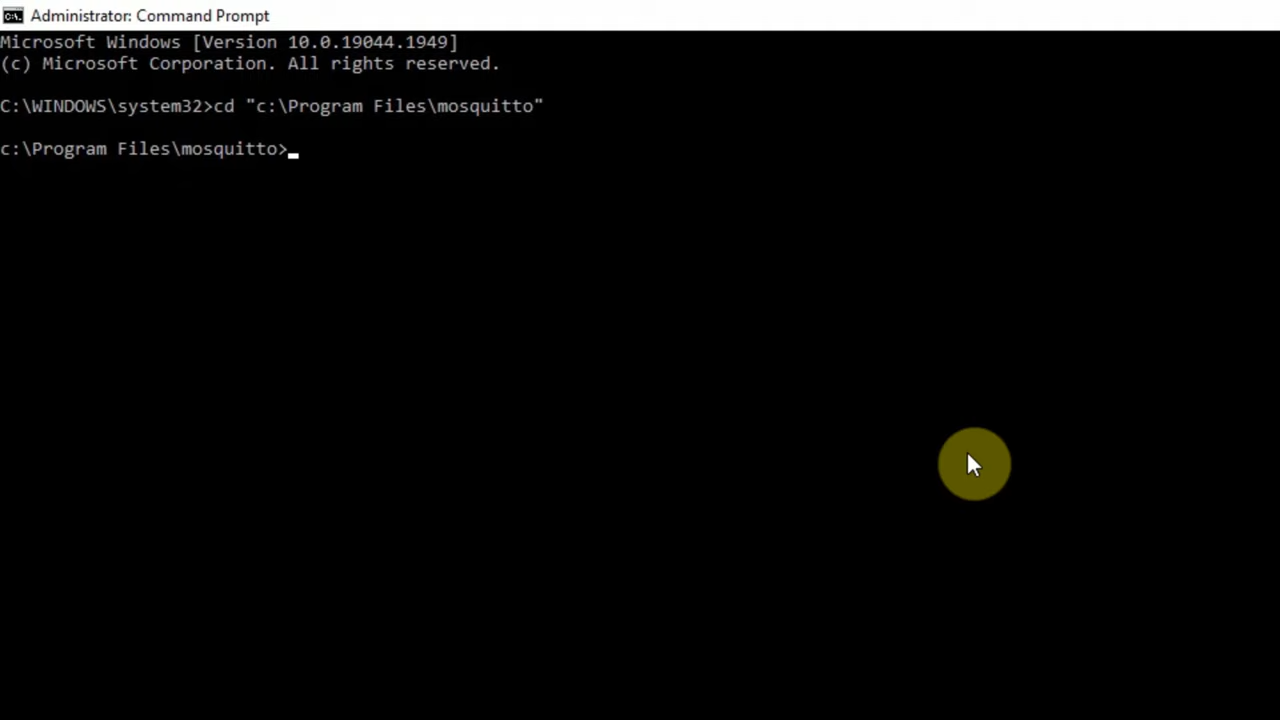 Administrator: Command Prompt
Microsoft Windows [Version 10.0.19044.1949]
(c) Microsoft Corporation. All rights reserved.
C:\WINDOWS\system32>cd "c:\Program Files\mosquitto"
c:\Program Files\mosquitto>